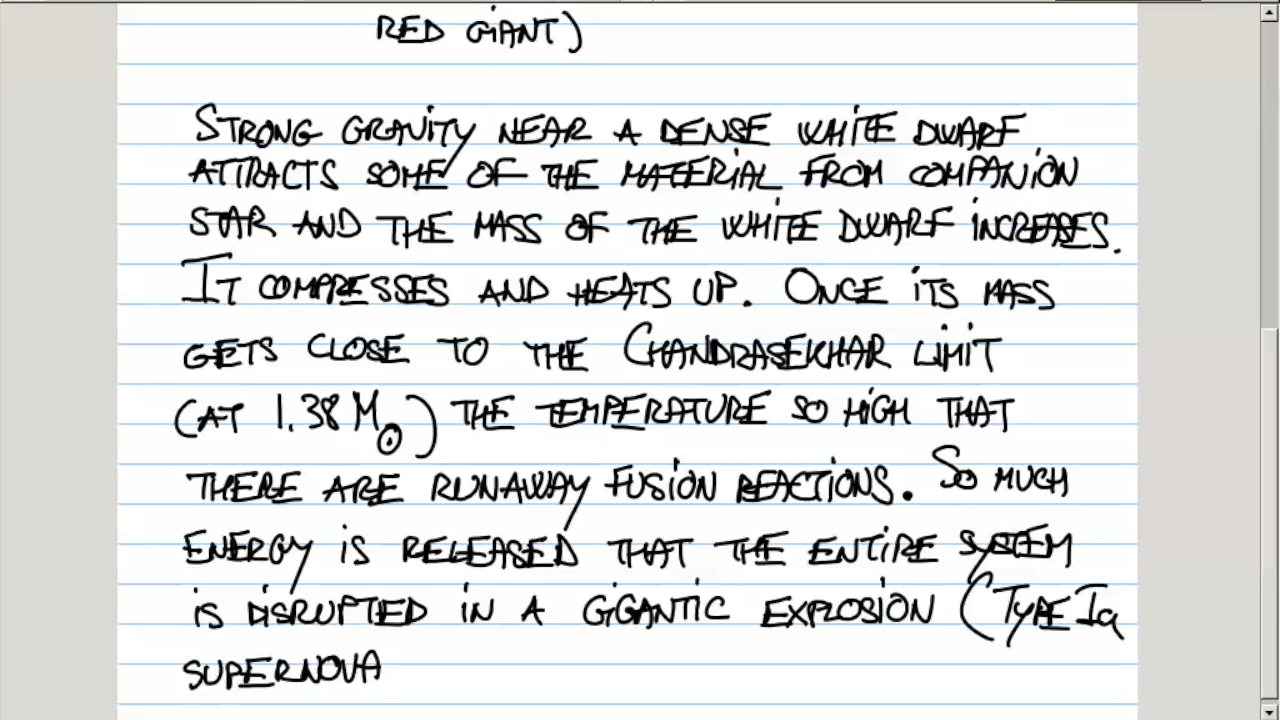 RED GIANT)
STRONG GRAVITY NEAR A DENSE WHITE DWARF
ATTRACTS SOME OF THE MATERIAL FROM COMPANION
STAR AND THE MASS OF THE WHITE DWARF INCREASES.
IT COMPRESSES AND HEATS UP. ONCE ITS MASS
GETS CLOSE TO THE CHANDRASEKHAR LIMIT
(AT 1.38 M☉) THE TEMPERATURE SO HIGH THAT
THERE ARE RUNAWAY FUSION REACTIONS. SO MUCH
ENERGY IS RELEASED THAT THE ENTIRE SYSTEM
IS DISRUPTED IN A GIGANTIC EXPLOSION (TYPE Ia
SUPERNOVA